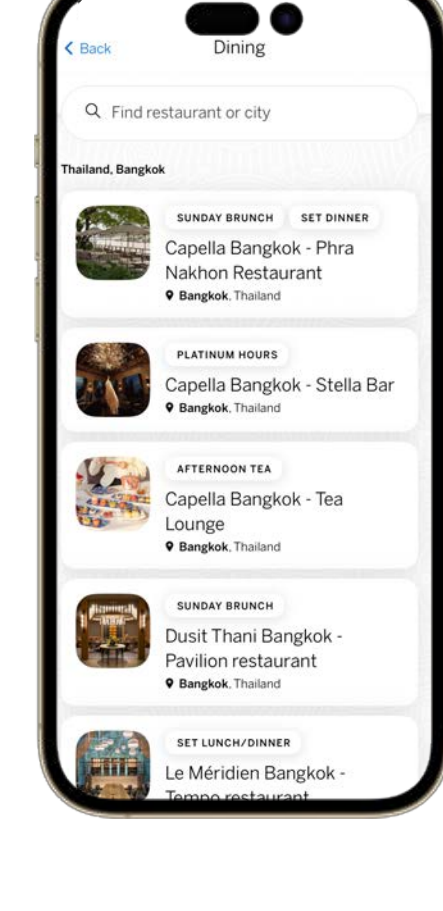 Back
Dining
Find restaurant or city
Thailand, Bangkok
SUNDAY BRUNCH SET DINNER
Capella Bangkok - Phra
Nakhon Restaurant
Bangkok, Thailand
PLATINUM HOURS
Capella Bangkok - Stella Bar
Bangkok, Thailand
AFTERNOON TEA
Capella Bangkok - Tea
Lounge
Bangkok, Thailand
SUNDAY BRUNCH
Dusit Thani Bangkok -
Pavilion restaurant
Bangkok, Thailand
SET LUNCH/DINNER
Le Méridien Bangkok -
Tempo restaurant